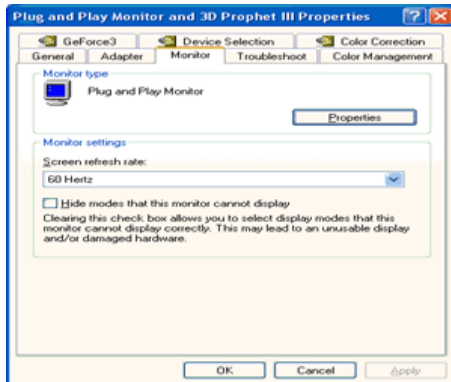 Plug and Play Monitor and 3D Prophet III Properties
GeForce3 Device Selection Color Correction
General Adapter Monitor Troubleshoot Color Management
Monitor type
Plug and Play Monitor
Properties
Monitor settings
Screen refresh rate:
60 Hertz
Hide modes that this monitor cannot display
Clearing this check box allows you to select display modes that this
monitor cannot display correctly. This may lead to an unusable display
and/or damaged hardware.
OK Cancel Apply